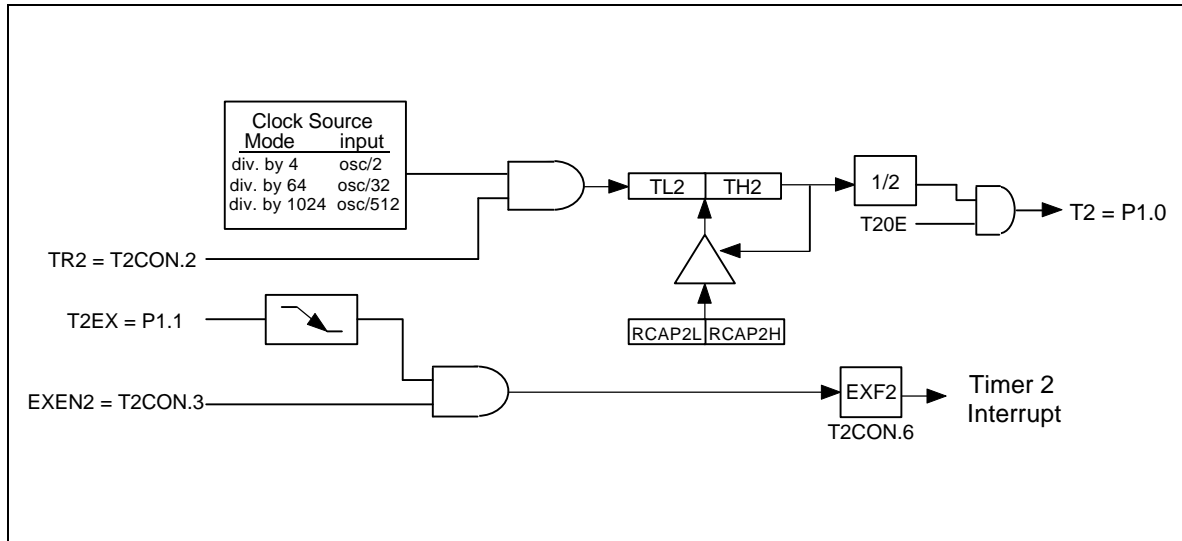 Clock Source
Mode input
div. by 4 osc/2
div. by 64 osc/32
div. by 1024 osc/512
TL2 TH2
1/2
T20E
T2 = P1.0
TR2 = T2CON.2
T2EX = P1.1
RCAP2L RCAP2H
EXEN2 = T2CON.3
EXF2
T2CON.6
Timer 2
Interrupt